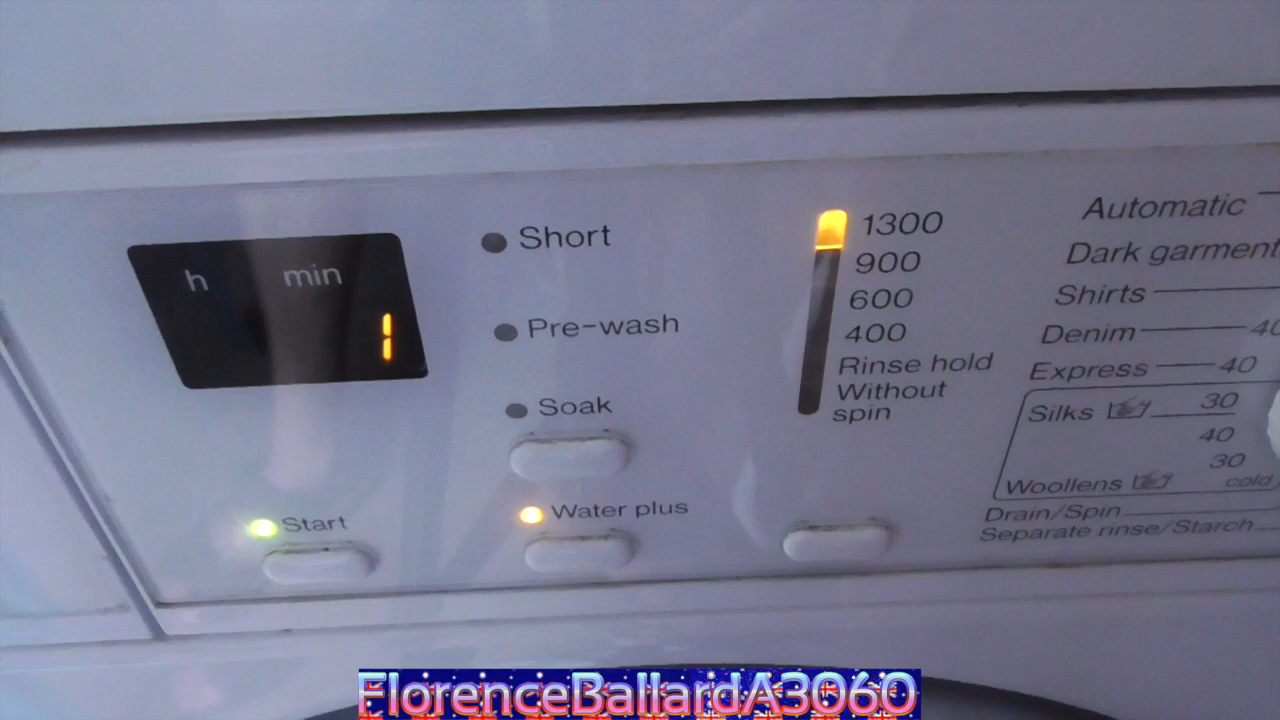 h min
1
Short
Pre-wash
Soak
Water plus
Start
1300
900
600
400
Rinse hold
Without
spin
Automatic
Dark garment
Shirts
Denim 40
Express 40
Silks 30
40
30
Woollens cold
Drain/Spin
Separate rinse/Starch
FlorenceBallardA3060